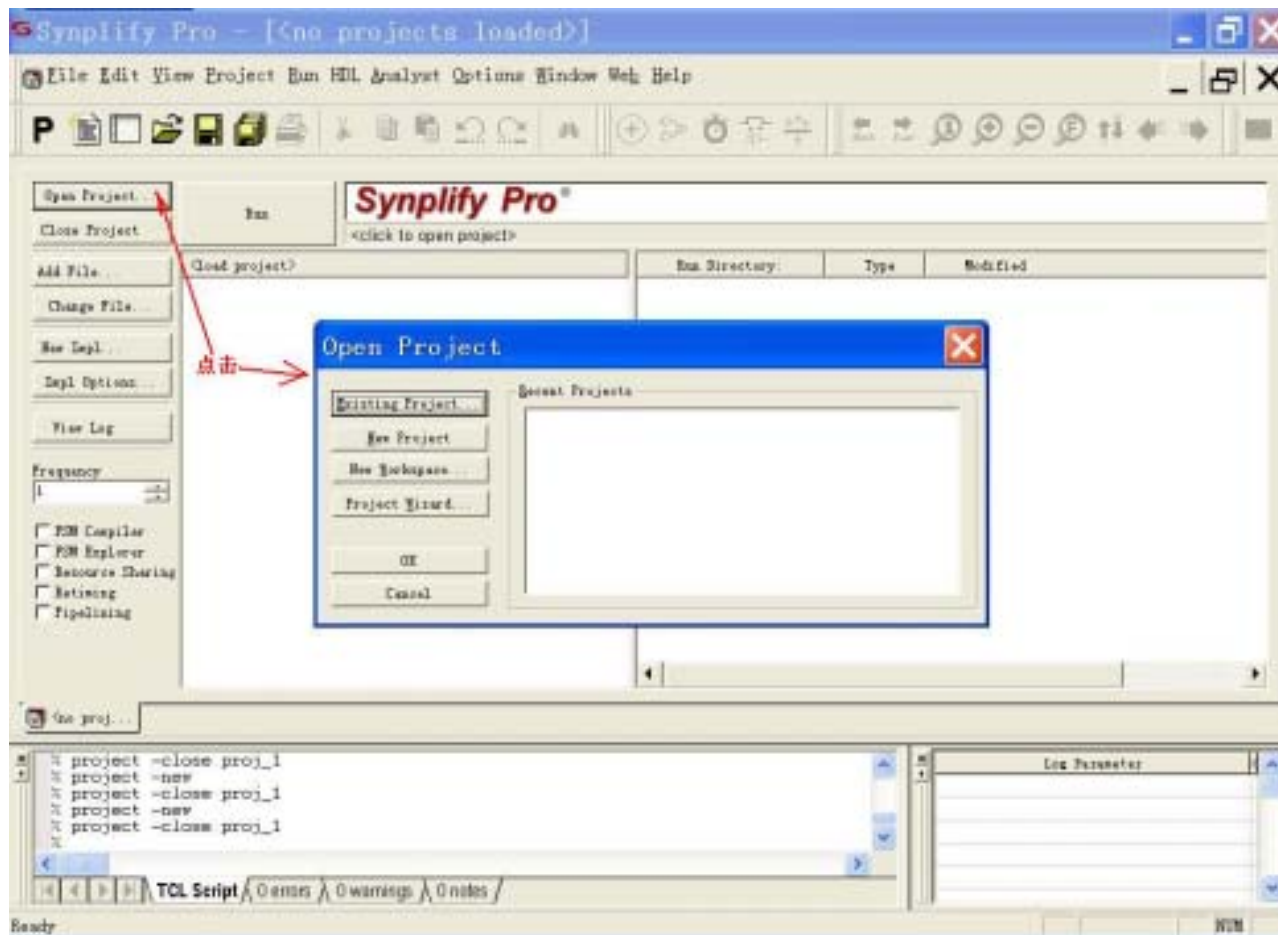 Synplify Pro - [<no projects loaded>]
File Edit View Project Run HDL Analyst Options Window Web Help
P
Open Project...
Run
Synplify Pro®
Close Project
<click to open project>
Add File...
<load project>
Run Directory:
Type
Modified
Change File...
New Impl...
Impl Options...
View Log
点击
Open Project
Existing Project...
Recent Projects
New Project
New Workspace...
Project Wizard...
OK
Cancel
Frequency
1
FSM Compiler
FSM Explorer
Resource Sharing
Retiming
Pipelining
<no proj...
% project -close proj_1
% project -new
% project -close proj_1
% project -new
% project -close proj_1
%
Log Parameter
TCL Script
0 errors
0 warnings
0 notes
Ready
NUM